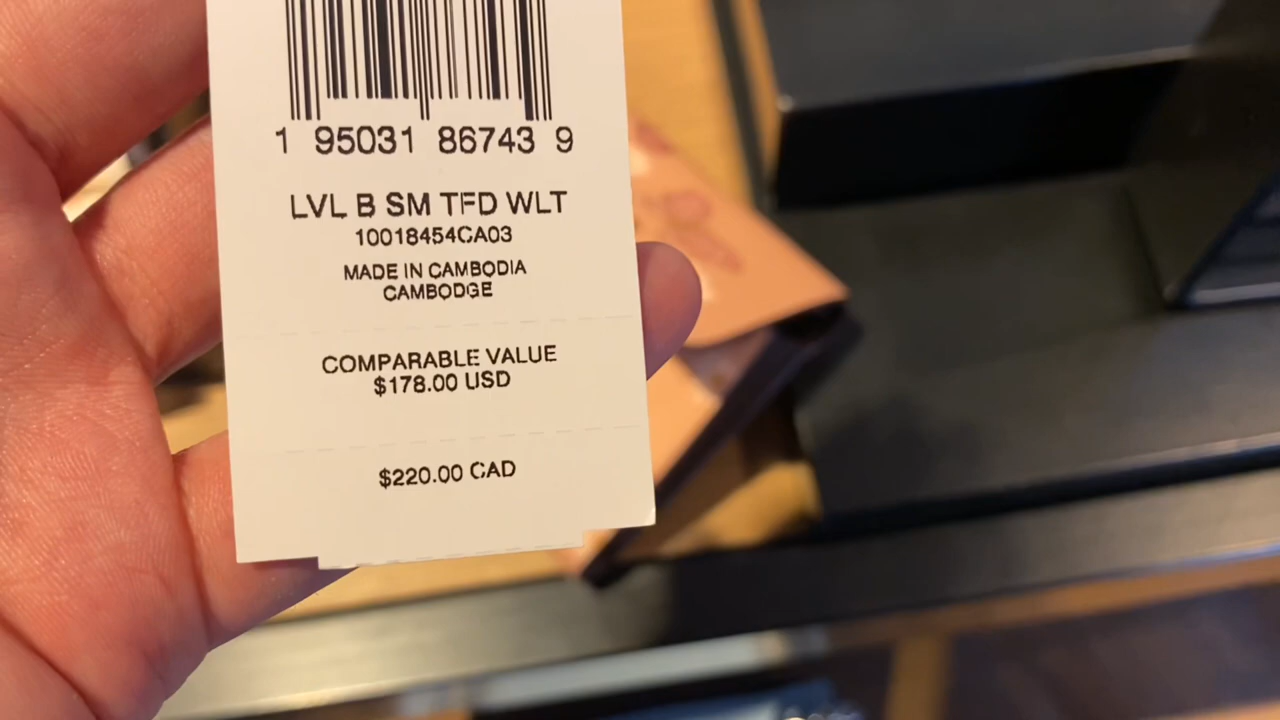 1 95031 86743 9
LVL B SM TFD WLT
10018454CA03
MADE IN CAMBODIA
CAMBODGE
COMPARABLE VALUE
$178.00 USD
$220.00 CAD